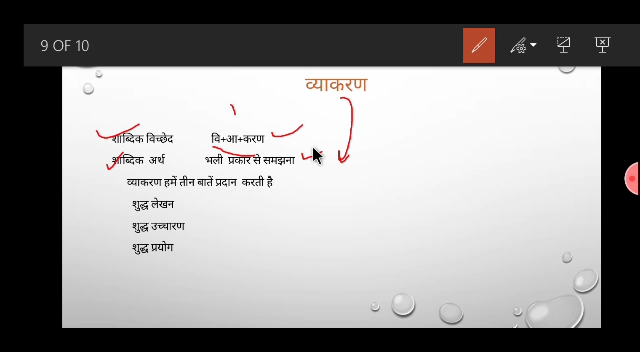 9 OF 10
व्याकरण
शाब्दिक विच्छेद वि+आ+करण
शाब्दिक अर्थ भली प्रकार से समझना
व्याकरण हमें तीन बातें प्रदान करती है
शुद्ध लेखन
शुद्ध उच्चारण
शुद्ध प्रयोग